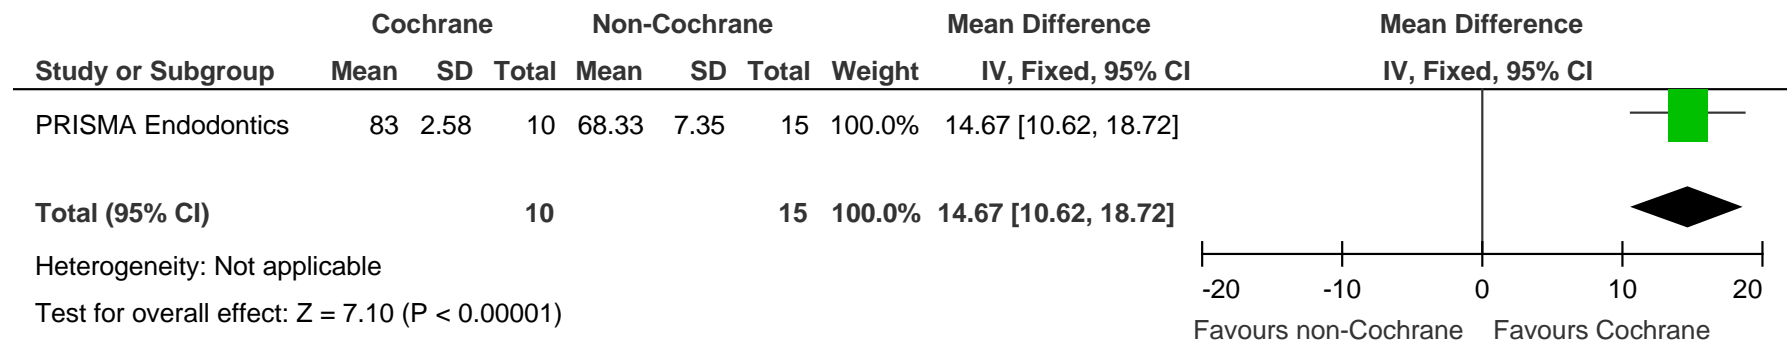 Cochrane Non-Cochrane Mean Difference Mean Difference
Study or Subgroup Mean SD Total Mean SD Total Weight IV, Fixed, 95% CI IV, Fixed, 95% CI
PRISMA Endodontics 83 2.58 10 68.33 7.35 15 100.0% 14.67 [10.62, 18.72]
Total (95% CI) 10 15 100.0% 14.67 [10.62, 18.72]
Heterogeneity: Not applicable
Test for overall effect: Z = 7.10 (P < 0.00001)
-20 -10 0 10 20
Favours non-Cochrane Favours Cochrane